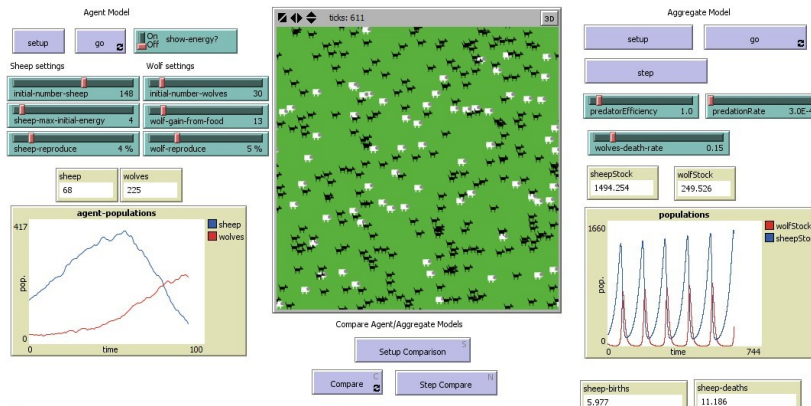 Agent Model
setup
go
On
Off
show-energy?
Sheep settings
Wolf settings
initial-number-sheep 148
initial-number-wolves 30
sheep-max-initial-energy 4
wolf-gain-from-food 13
sheep-reproduce 4 %
wolf-reproduce 5 %
sheep
68
wolves
225
agent-populations
417
pop.
0
0
time
100
sheep
wolves
ticks: 611
3D
Compare Agent/Aggregate Models
Setup Comparison S
Compare C
Step Compare N
Aggregate Model
setup
go
step
predatorEfficiency 1.0
predationRate 3.0E-4
wolves-death-rate 0.15
sheepStock
1494.254
wolfStock
249.526
populations
1660
pop.
0
0
time
744
wolfStock
sheepSto
sheep-births
5.977
sheep-deaths
11.186